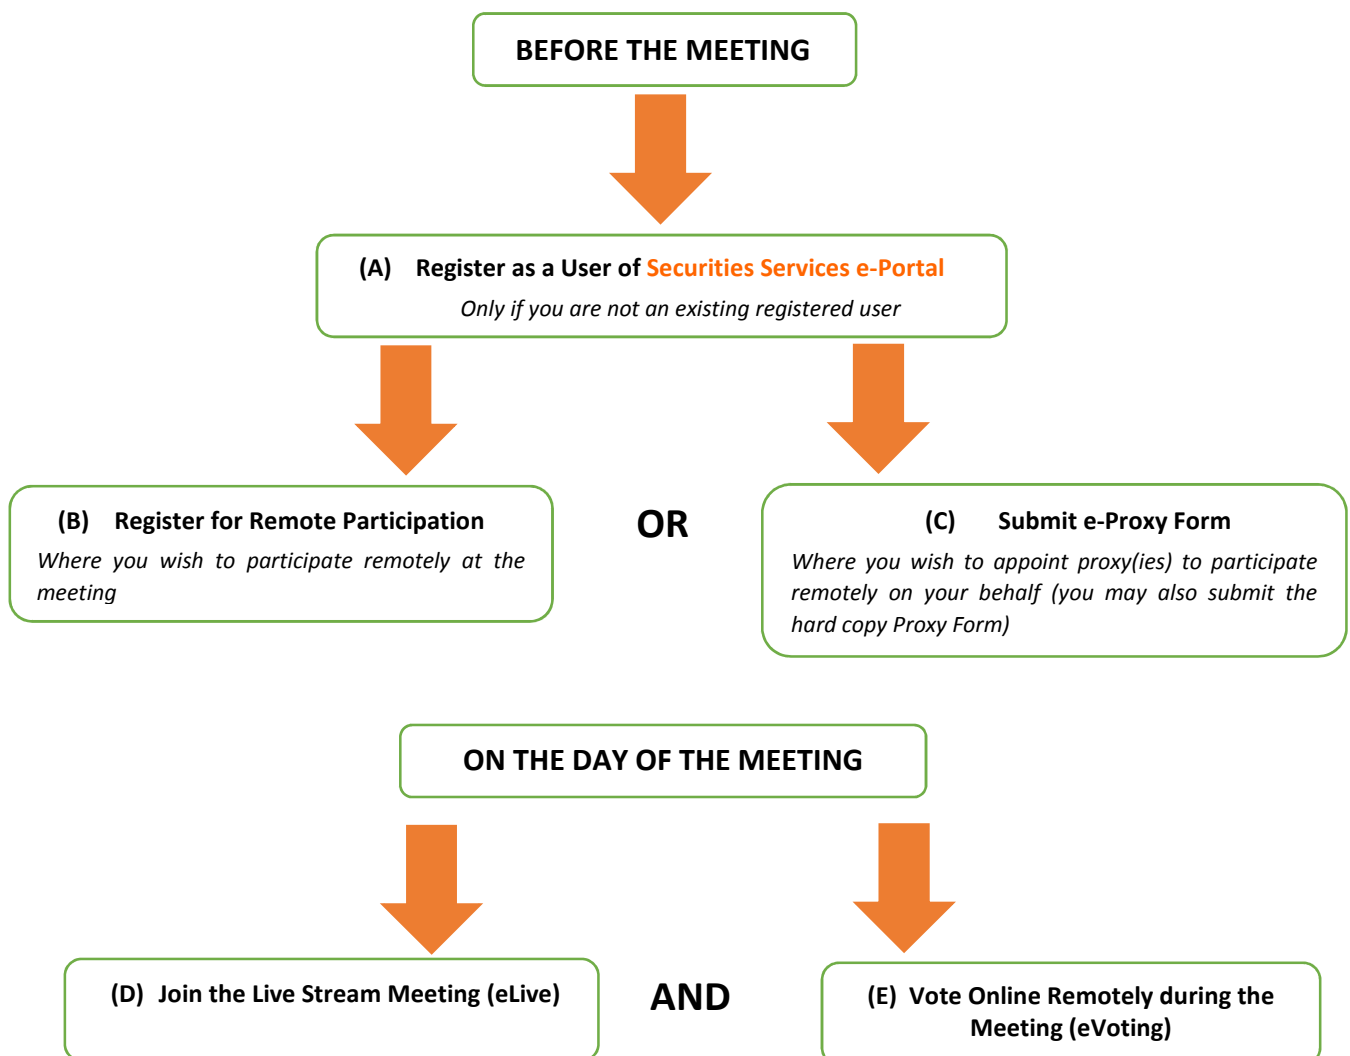 BEFORE THE MEETING
(A) Register as a User of Securities Services e-Portal
Only if you are not an existing registered user
(B) Register for Remote Participation
Where you wish to participate remotely at the
meeting
OR
(C) Submit e-Proxy Form
Where you wish to appoint proxy(ies) to participate
remotely on your behalf (you may also submit the
hard copy Proxy Form)
ON THE DAY OF THE MEETING
(D) Join the Live Stream Meeting (eLive)
AND
(E) Vote Online Remotely during the
Meeting (eVoting)